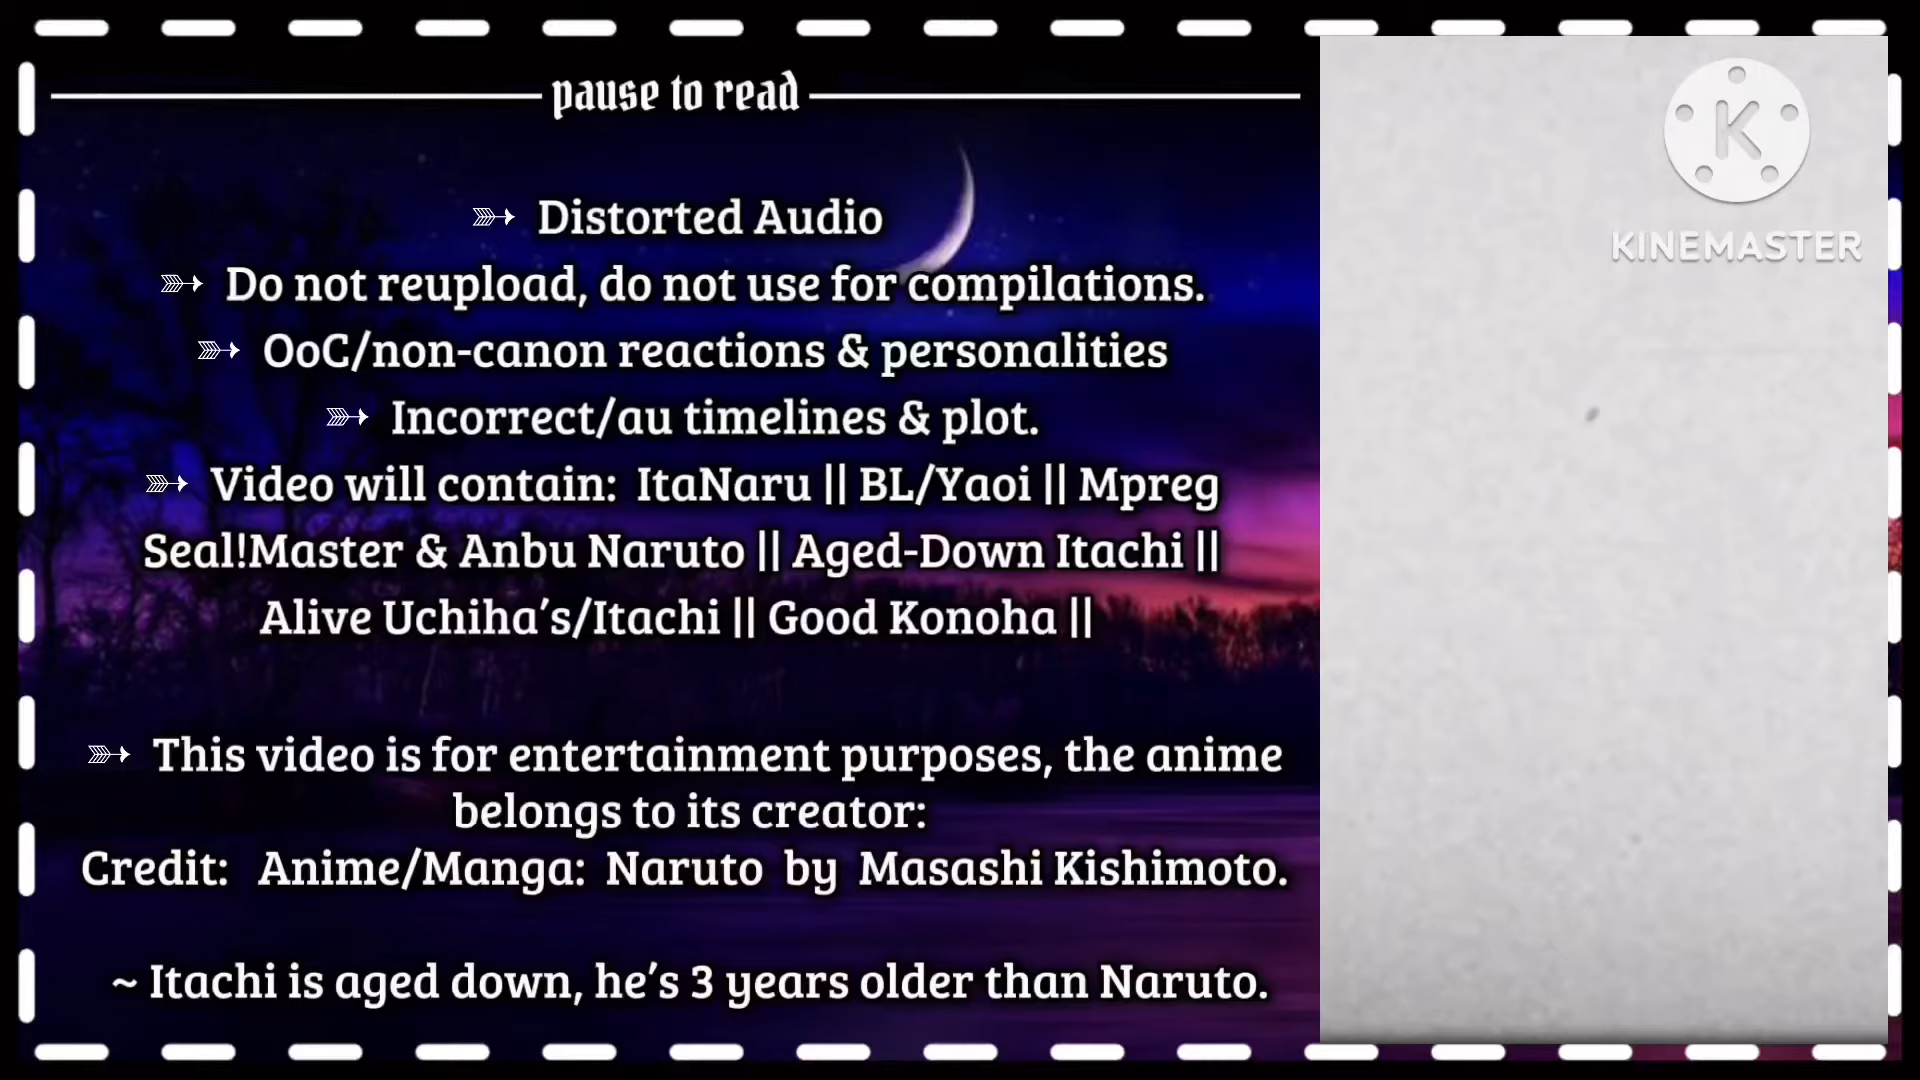 pause to read
Distorted Audio
Do not reupload, do not use for compilations.
OoC/non-canon reactions & personalities
Incorrect/au timelines & plot.
Video will contain: ItaNaru || BL/Yaoi || Mpreg
Seal!Master & Anbu Naruto || Aged-Down Itachi ||
Alive Uchiha's/Itachi || Good Konoha ||
This video is for entertainment purposes, the anime
belongs to its creator:
Credit: Anime/Manga: Naruto by Masashi Kishimoto.
~ Itachi is aged down, he's 3 years older than Naruto.
K
KINEMASTER